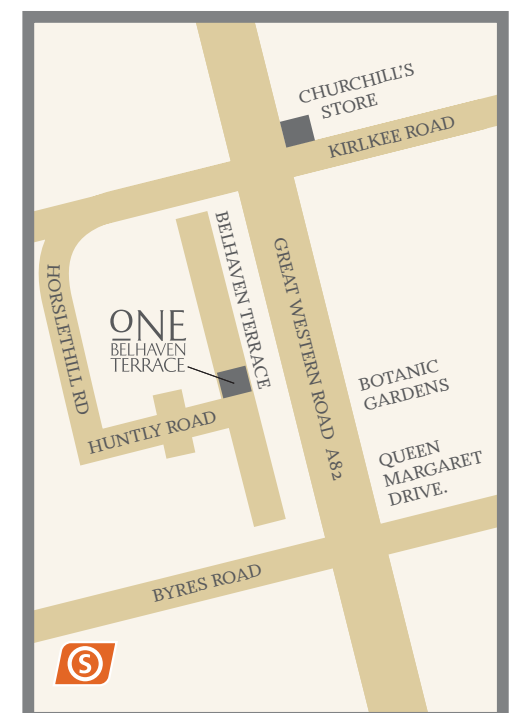 CHURCHILL'S
STORE
KIRLKEE ROAD
BELHAVEN TERRACE
GREAT WESTERN ROAD A82
HORSLETHILL RD
ONE
BELHAVEN
TERRACE
BOTANIC
GARDENS
HUNTLY ROAD
QUEEN
MARGARET
DRIVE.
BYRES ROAD
S